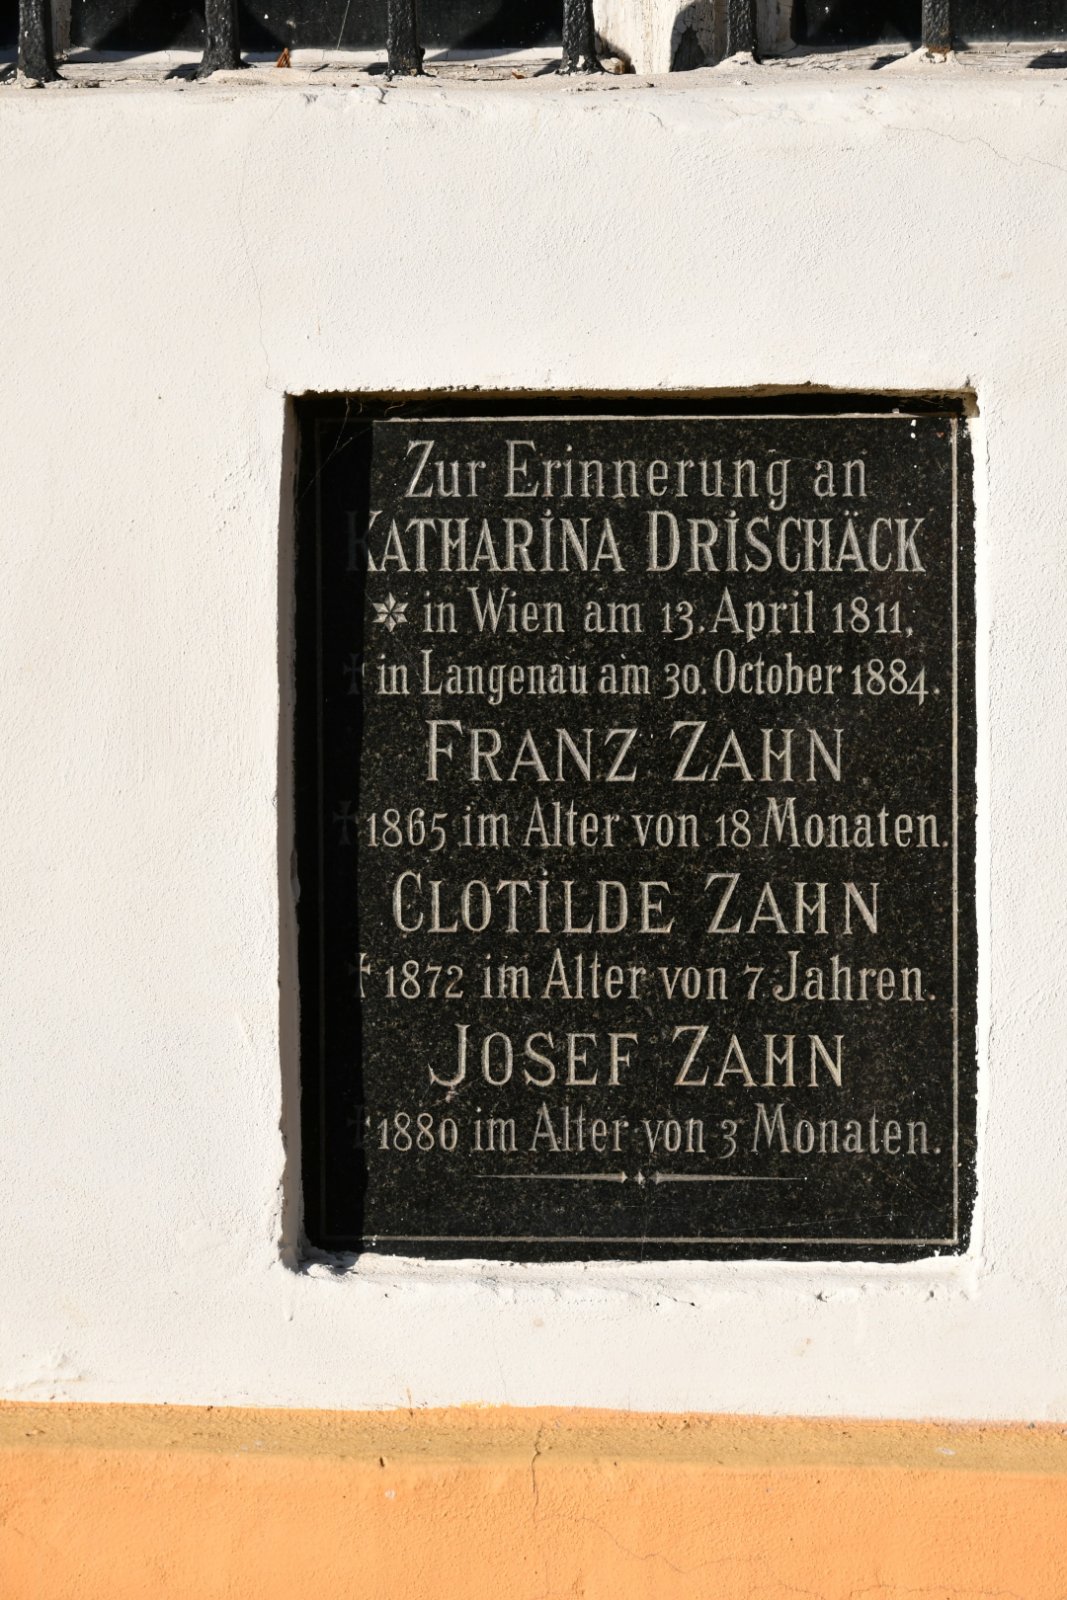 Zur Erinnerung an
KATHARINA DRISCHÄCK
* in Wien am 13. April 1811,
† in Langenau am 30. October 1884.
FRANZ ZAHN
† 1865 im Alter von 18 Monaten.
CLOTILDE ZAHN
† 1872 im Alter von 7 Jahren.
JOSEF ZAHN
† 1880 im Alter von 3 Monaten.